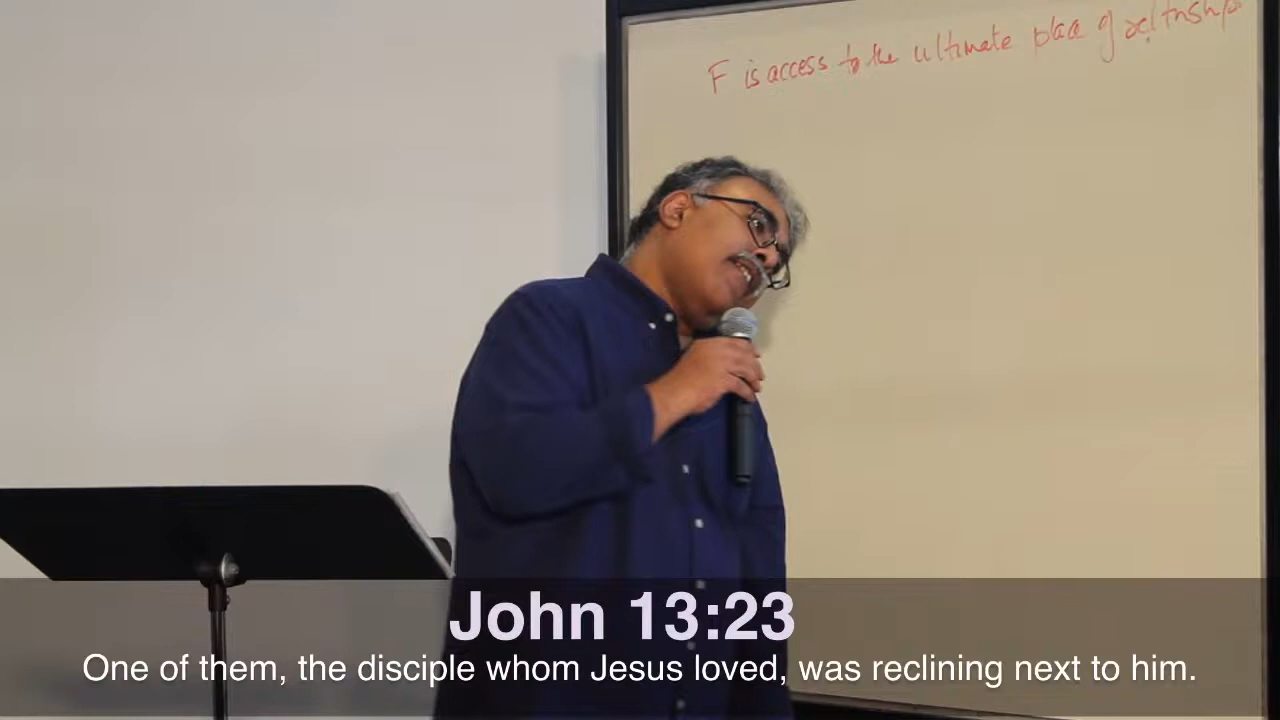 F is access to the ultimate place of reltnship
John 13:23
One of them, the disciple whom Jesus loved, was reclining next to him.